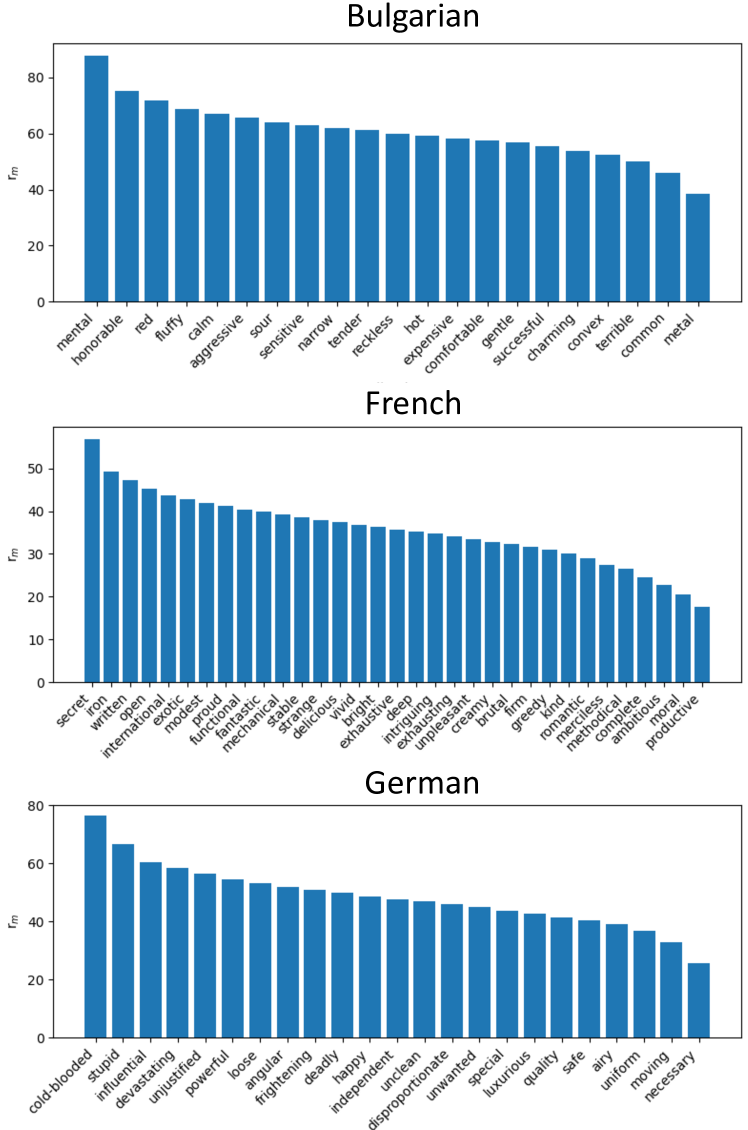 Bulgarian
80
60
40
20
0
rm
mental
honorable
red
fluffy
calm
aggressive
sour
sensitive
narrow
tender
reckless
hot
expensive
comfortable
gentle
successful
charming
convex
terrible
common
metal
French
50
40
30
20
10
0
rm
secret
iron
written
open
international
exotic
modest
proud
functional
fantastic
mechanical
stable
strange
delicious
vivid
bright
exhaustive
deep
intriguing
exhausting
unpleasant
creamy
brutal
firm
greedy
kind
romantic
merciless
methodical
complete
ambitious
moral
productive
German
80
60
40
20
0
rm
cold-blooded
stupid
influential
devastating
unjustified
powerful
loose
angular
frightening
deadly
happy
independent
unclean
disproportionate
unwanted
special
luxurious
quality
safe
airy
uniform
moving
necessary